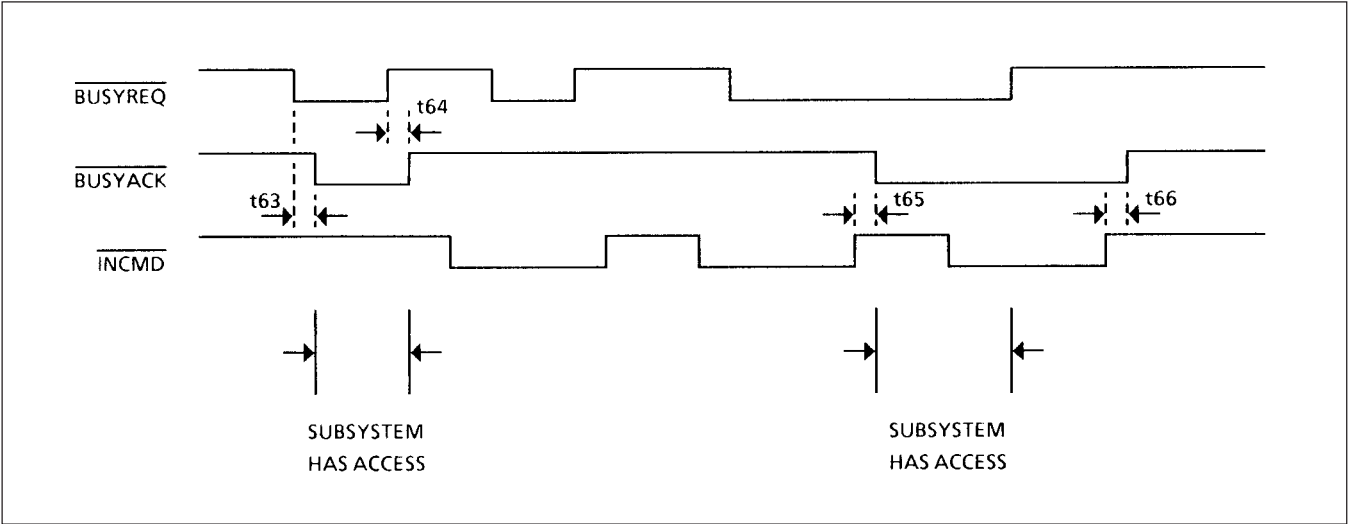 BUSYREQ
t64
BUSYACK
t63
t65
t66
INCMD
SUBSYSTEM
HAS ACCESS
SUBSYSTEM
HAS ACCESS